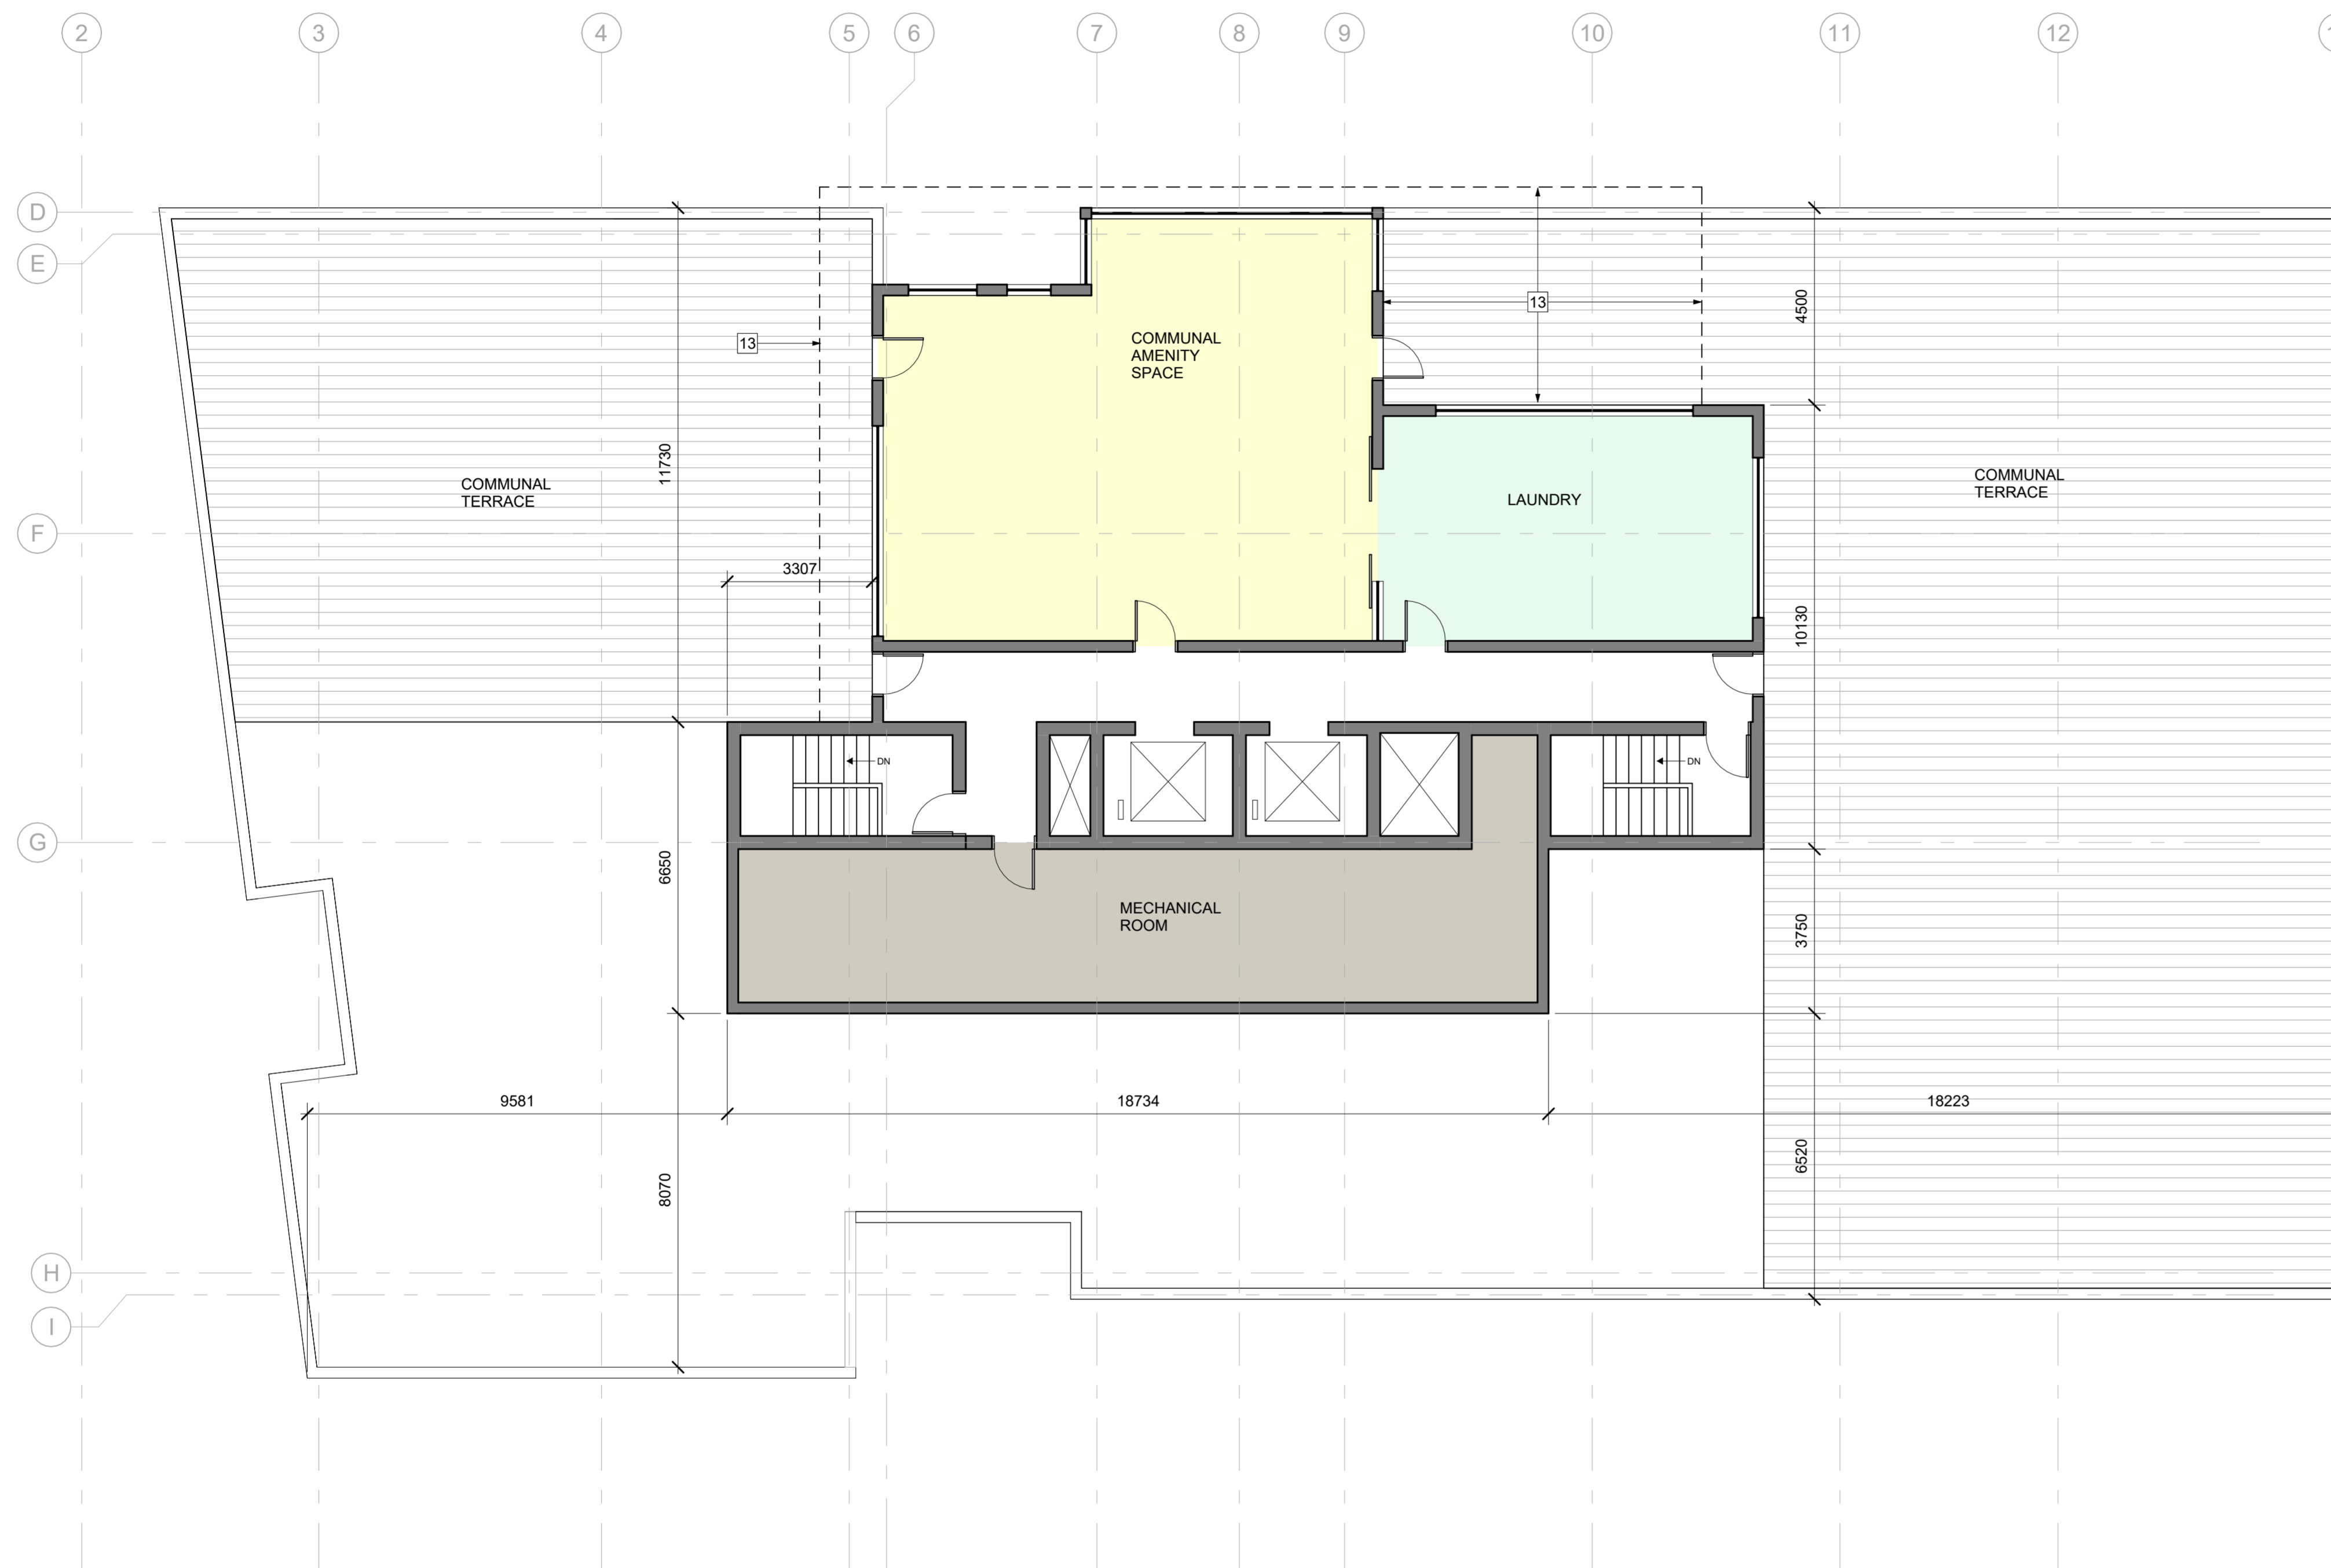 2
3
4
5
6
7
8
9
10
11
12
D
E
13
4500
13
COMMUNAL
AMENITY
SPACE
11730
COMMUNAL
TERRACE
COMMUNAL
TERRACE
LAUNDRY
F
3307
10130
DN
DN
G
6650
MECHANICAL
ROOM
3750
9581
18734
18223
6520
8070
H
I